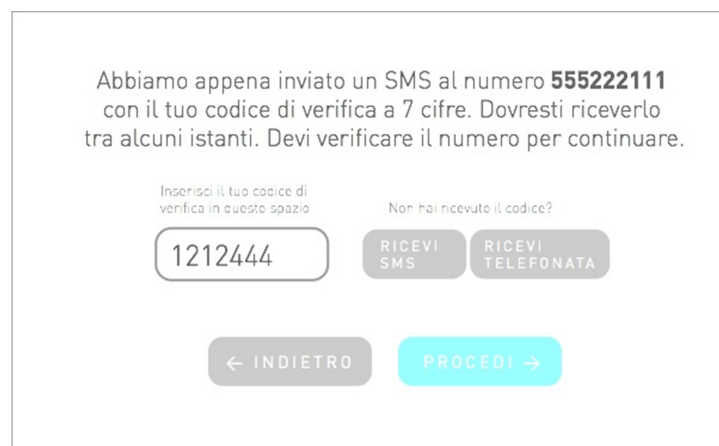 Abbiamo appena inviato un SMS al numero 555222111
con il tuo codice di verifica a 7 cifre. Dovresti riceverlo
tra alcuni istanti. Devi verificare il numero per continuare.
Inserisci il tuo codice di
verifica in questo spazio
Non hai ricevuto il codice?
1212444
RICEVI
SMS
RICEVI
TELEFONATA
← INDIETRO
PROCEDI →